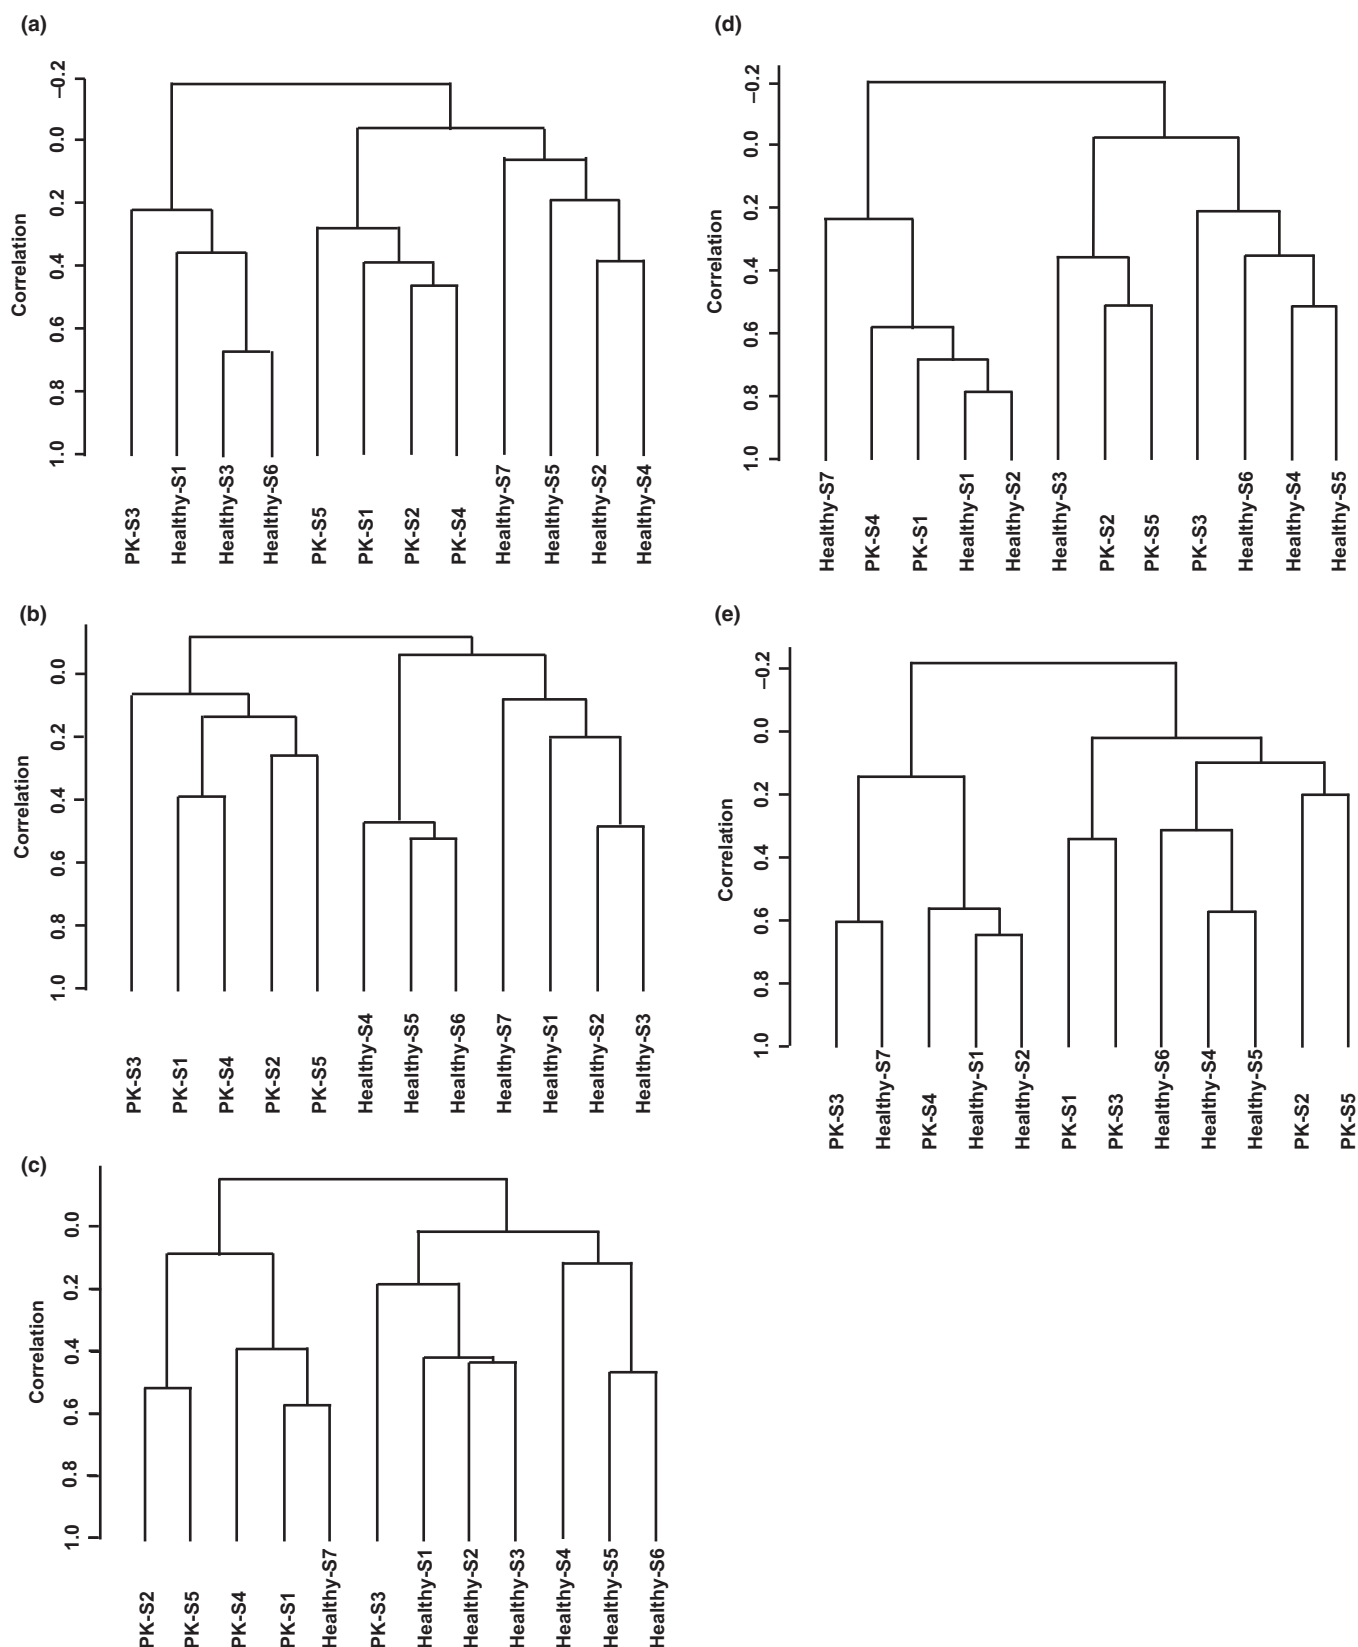 (a)
Correlation
–0.2
0.0
0.2
0.4
0.6
0.8
1.0
PK-S3
Healthy-S1
Healthy-S3
Healthy-S6
PK-S5
PK-S1
PK-S2
PK-S4
Healthy-S7
Healthy-S5
Healthy-S2
Healthy-S4
(b)
Correlation
0.0
0.2
0.4
0.6
0.8
1.0
PK-S3
PK-S1
PK-S4
PK-S2
PK-S5
Healthy-S4
Healthy-S5
Healthy-S6
Healthy-S7
Healthy-S1
Healthy-S2
Healthy-S3
(c)
Correlation
0.0
0.2
0.4
0.6
0.8
1.0
PK-S2
PK-S5
PK-S4
PK-S1
Healthy-S7
PK-S3
Healthy-S1
Healthy-S2
Healthy-S3
Healthy-S4
Healthy-S5
Healthy-S6
(d)
Correlation
–0.2
0.0
0.2
0.4
0.6
0.8
1.0
Healthy-S7
PK-S4
PK-S1
Healthy-S1
Healthy-S2
Healthy-S3
PK-S2
PK-S5
PK-S3
Healthy-S6
Healthy-S4
Healthy-S5
(e)
Correlation
–0.2
0.0
0.2
0.4
0.6
0.8
1.0
PK-S3
Healthy-S7
PK-S4
Healthy-S1
Healthy-S2
PK-S1
PK-S3
Healthy-S6
Healthy-S4
Healthy-S5
PK-S2
PK-S5